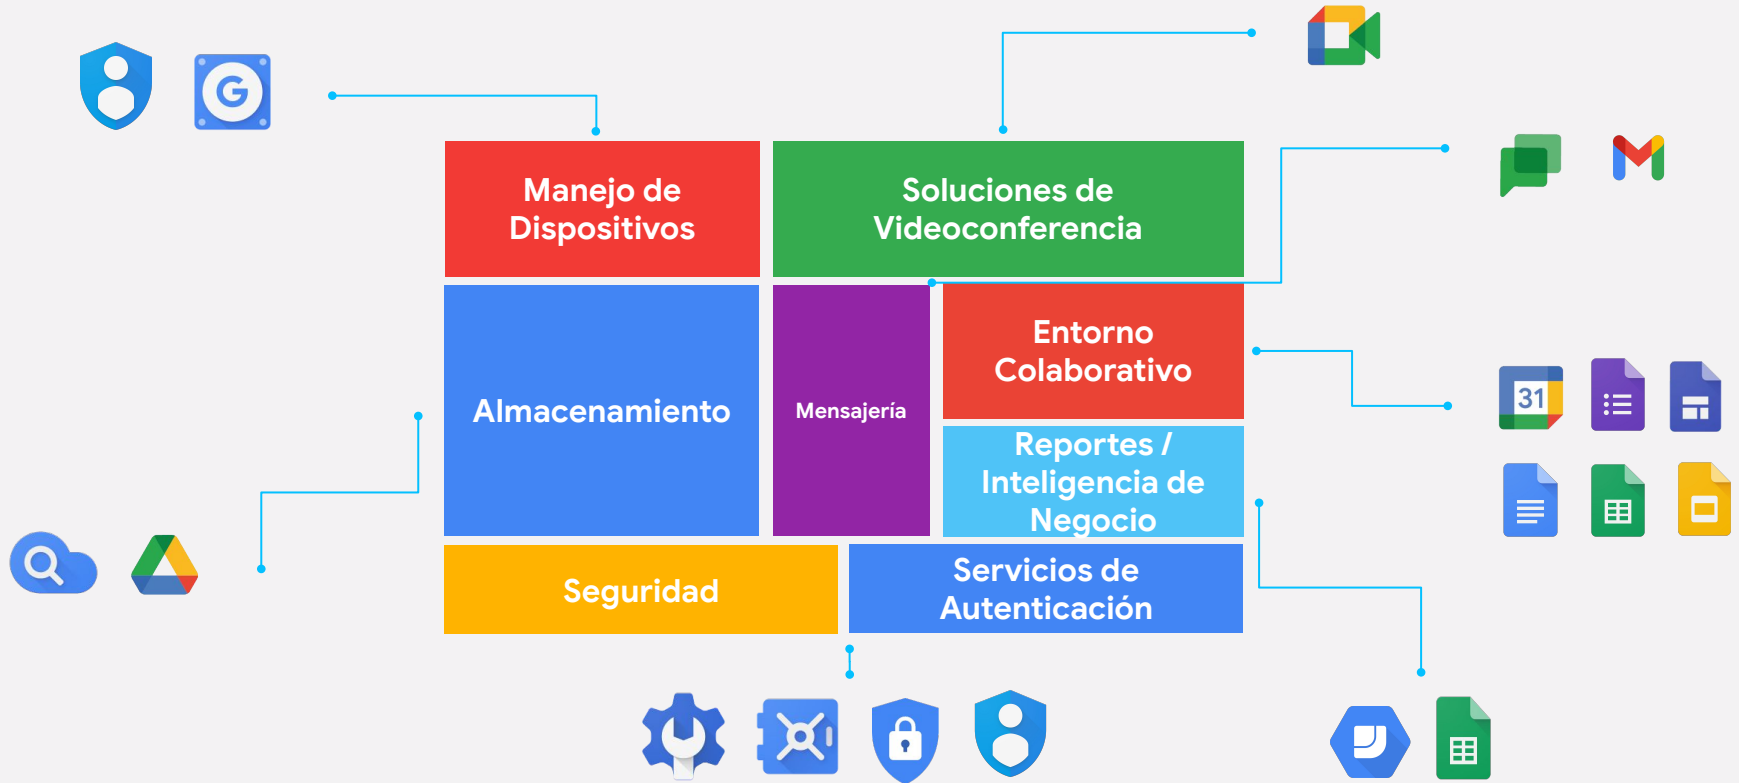 G
Manejo de
Dispositivos
Soluciones de
Videoconferencia
Almacenamiento
Mensajería
Entorno
Colaborativo
31
Reportes /
Inteligencia de
Negocio
Seguridad
Servicios de
Autenticación